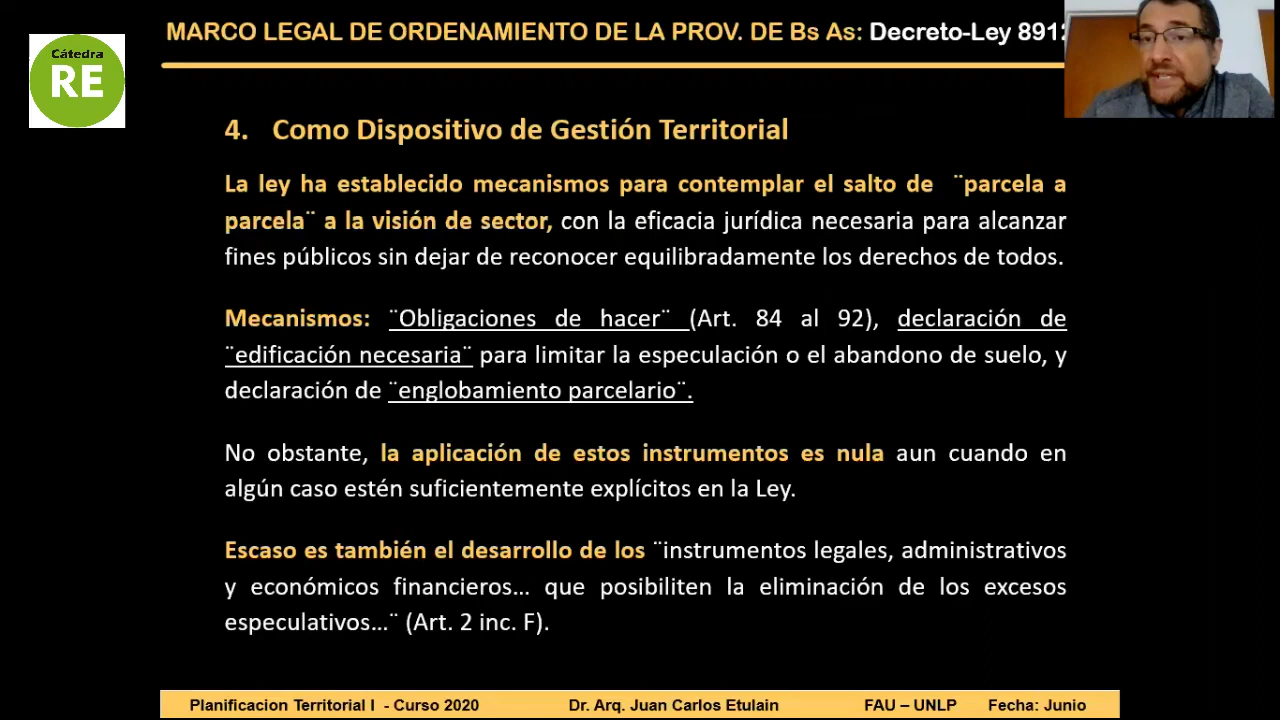 MARCO LEGAL DE ORDENAMIENTO DE LA PROV. DE Bs As: Decreto-Ley 8912
Cátedra
RE
4. Como Dispositivo de Gestión Territorial
La ley ha establecido mecanismos para contemplar el salto de ¨parcela a
parcela¨ a la visión de sector, con la eficacia jurídica necesaria para alcanzar
fines públicos sin dejar de reconocer equilibradamente los derechos de todos.
Mecanismos: ¨Obligaciones de hacer¨ (Art. 84 al 92), declaración de
¨edificación necesaria¨ para limitar la especulación o el abandono de suelo, y
declaración de ¨englobamiento parcelario¨.
No obstante, la aplicación de estos instrumentos es nula aun cuando en
algún caso estén suficientemente explícitos en la Ley.
Escaso es también el desarrollo de los ¨instrumentos legales, administrativos
y económicos financieros… que posibiliten la eliminación de los excesos
especulativos…¨ (Art. 2 inc. F).
Planificacion Territorial I - Curso 2020 Dr. Arq. Juan Carlos Etulain FAU – UNLP Fecha: Junio